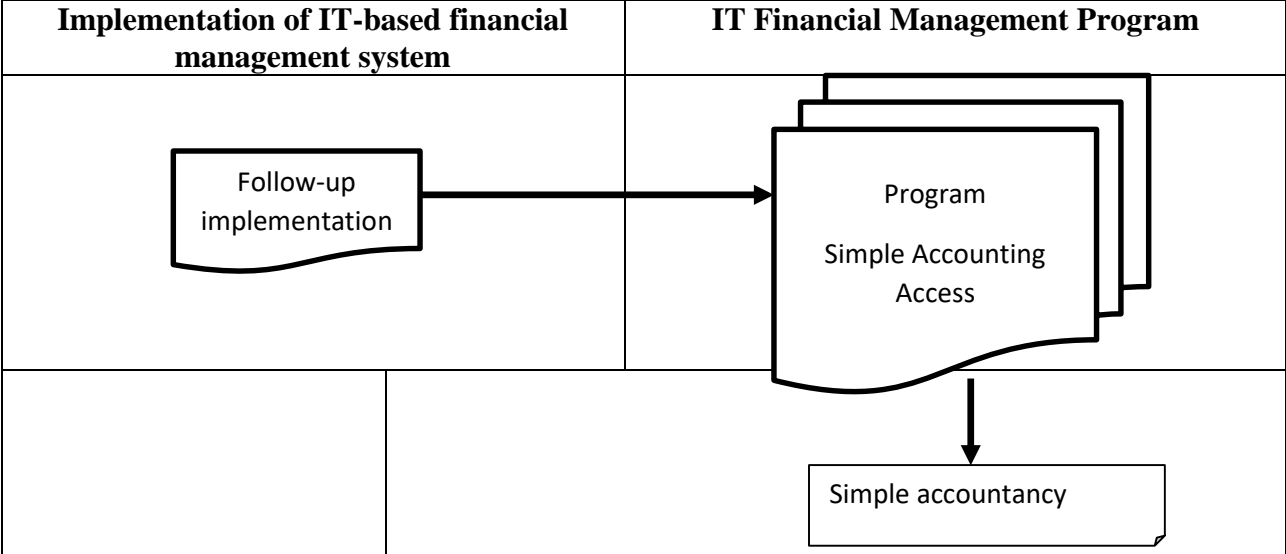 Implementation of IT-based financial
management system
IT Financial Management Program
Follow-up
implementation
Program
Simple Accounting
Access
Simple accountancy